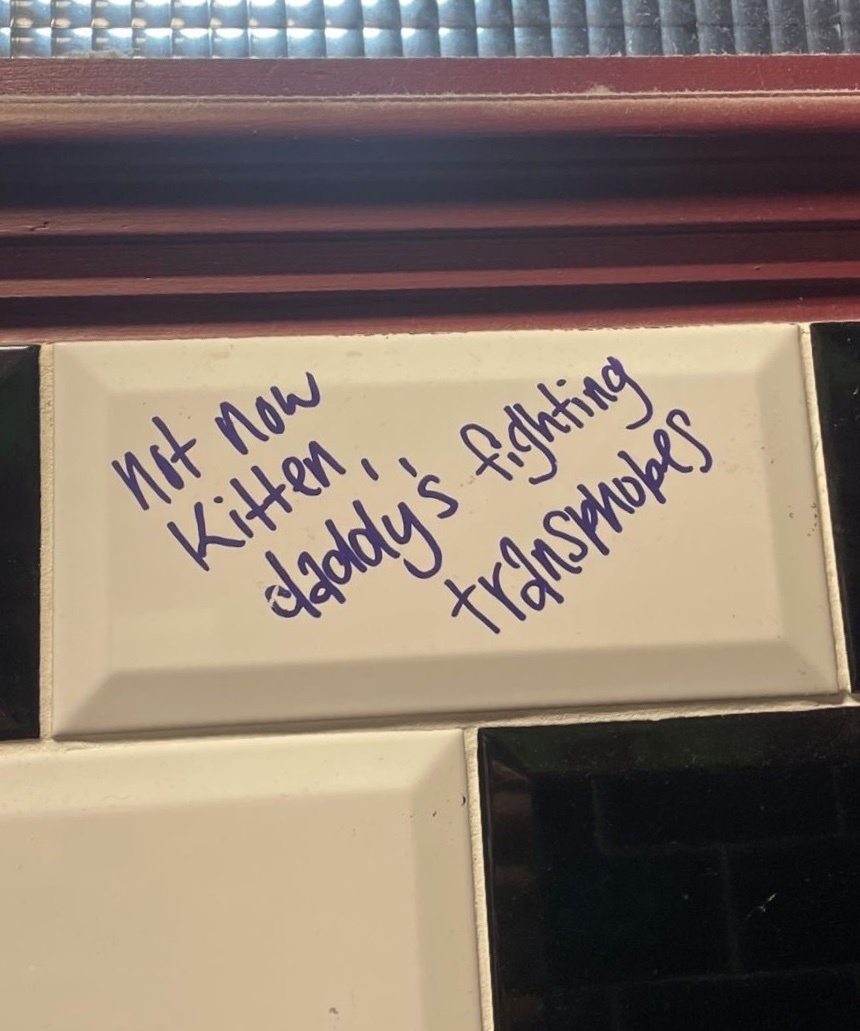 not now
Kitten,
daddy's fighting
transphobes